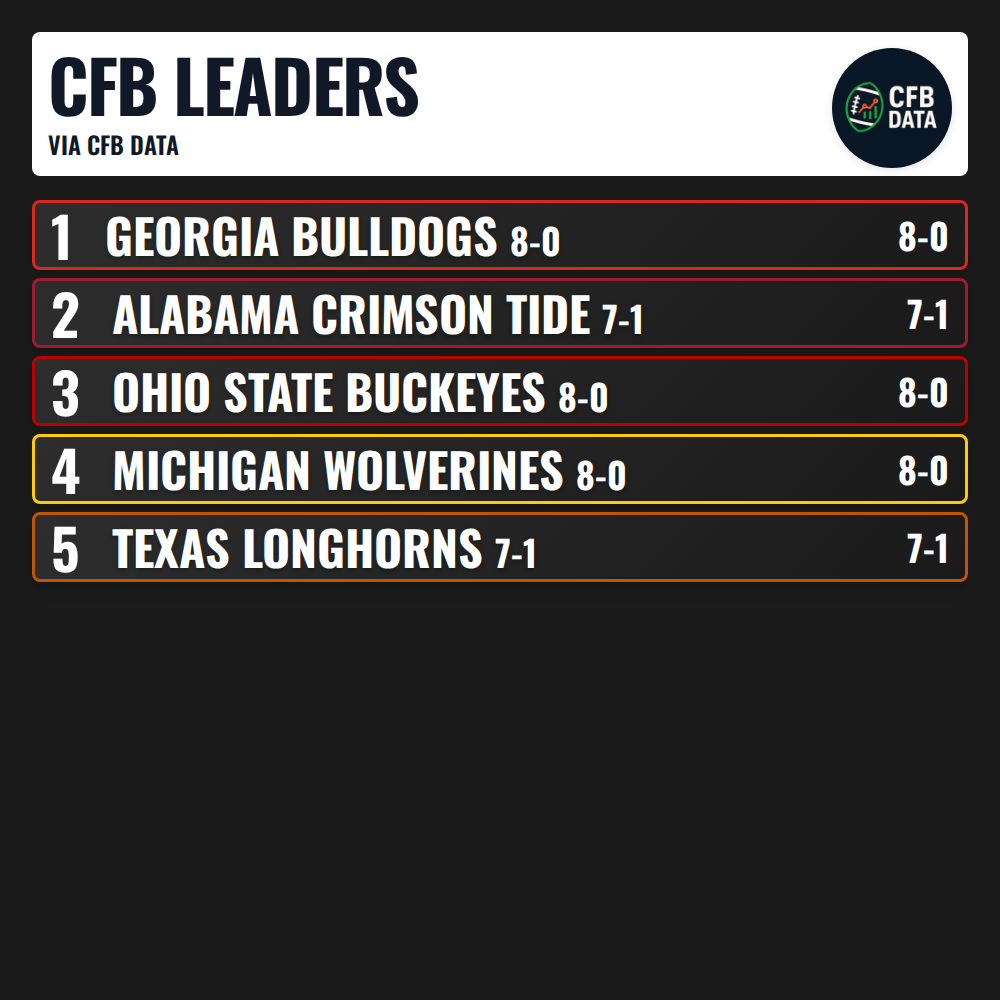 CFB LEADERS
VIA CFB DATA
CFB
DATA
1 GEORGIA BULLDOGS 8-0 8-0
2 ALABAMA CRIMSON TIDE 7-1 7-1
3 OHIO STATE BUCKEYES 8-0 8-0
4 MICHIGAN WOLVERINES 8-0 8-0
5 TEXAS LONGHORNS 7-1 7-1